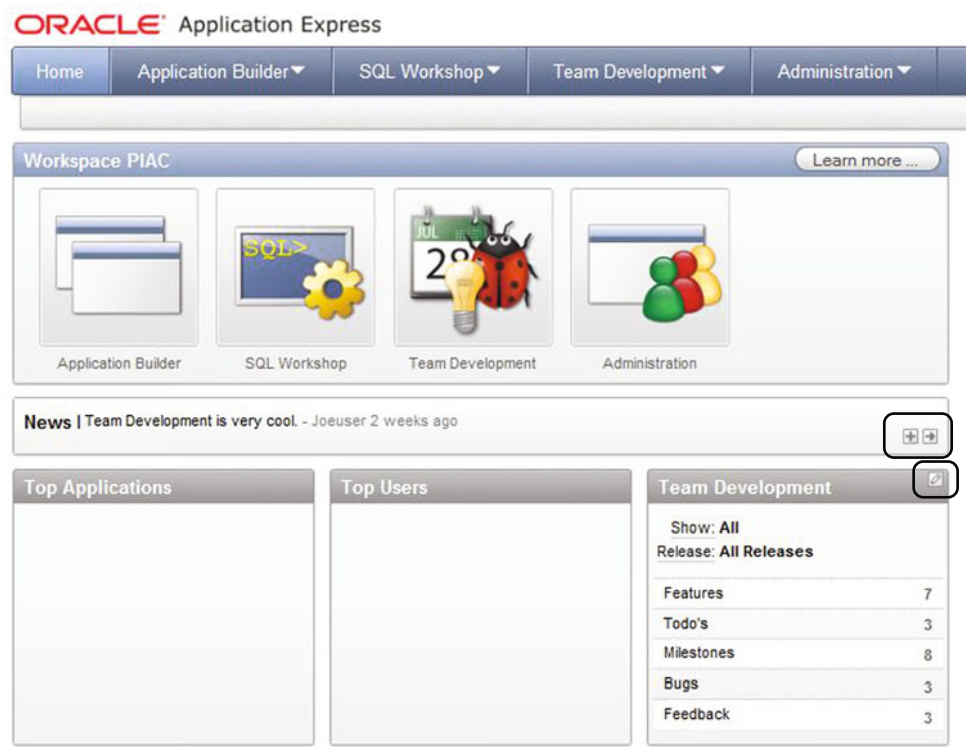 ORACLE Application Express
Home Application Builder SQL Workshop Team Development Administration
Workspace PIAC Learn more ...
SQL>
JUL
28
Application Builder SQL Workshop Team Development Administration
News | Team Development is very cool. - Joeuser 2 weeks ago
Top Applications Top Users Team Development
Show: All
Release: All Releases
Features 7
Todo's 3
Milestones 8
Bugs 3
Feedback 3